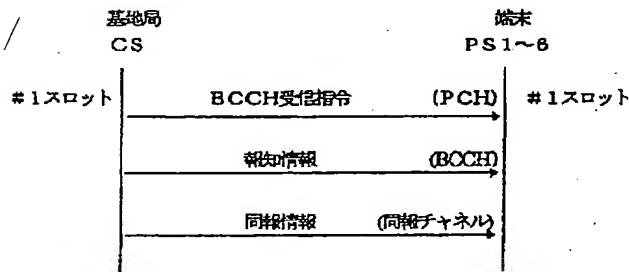 基地局 端末
CS PS1～6
#1スロット BCCH受信指令 (PCH) #1スロット
報知情報 (BCCH)
同報情報 (同報チャネル)